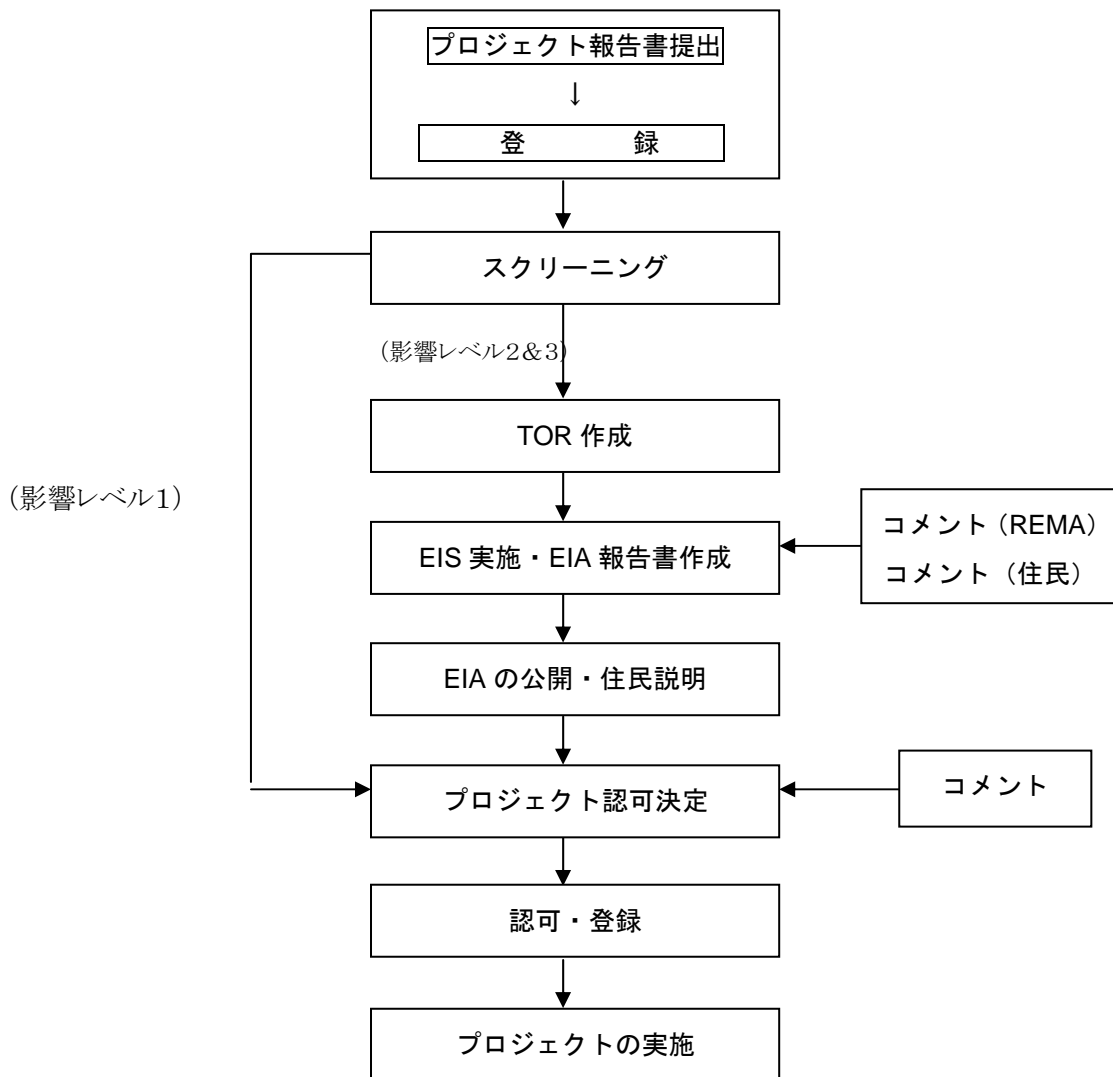 プロジェクト報告書提出
↓
登 録
スクリーニング
(影響レベル2&3)
TOR 作成
(影響レベル1)
コメント（REMA）
コメント（住民）
EIS 実施・EIA 報告書作成
EIA の公開・住民説明
プロジェクト認可決定
コメント
認可・登録
プロジェクトの実施